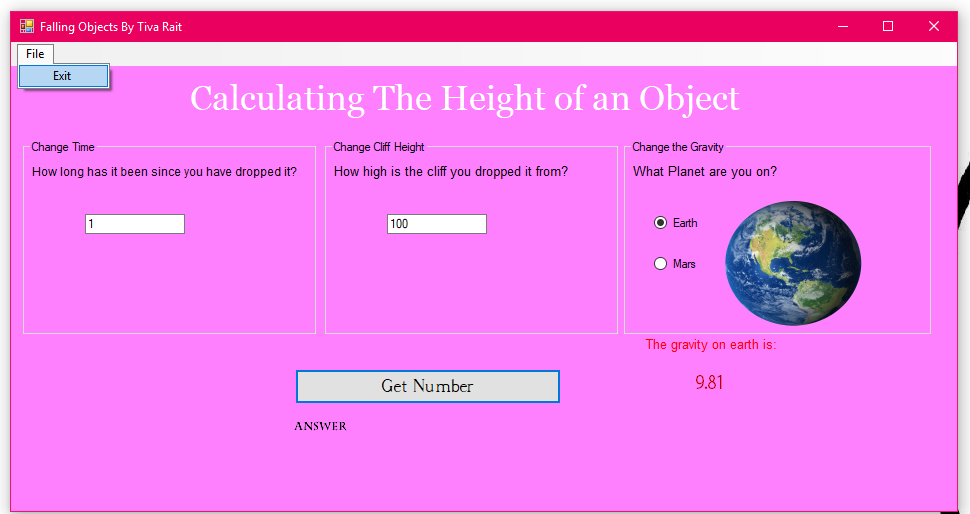 Falling Objects By Tiva Rait
File
Exit
Calculating The Height of an Object
Change Time
How long has it been since you have dropped it?
1
Change Cliff Height
How high is the cliff you dropped it from?
100
Change the Gravity
What Planet are you on?
Earth
Mars
The gravity on earth is:
9.81
Get Number
ANSWER